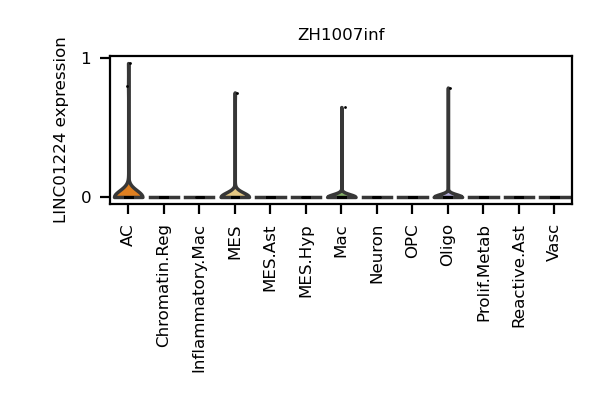 ZH1007inf
LINC01224 expression
1
0
AC
Chromatin.Reg
Inflammatory.Mac
MES
MES.Ast
MES.Hyp
Mac
Neuron
OPC
Oligo
Prolif.Metab
Reactive.Ast
Vasc